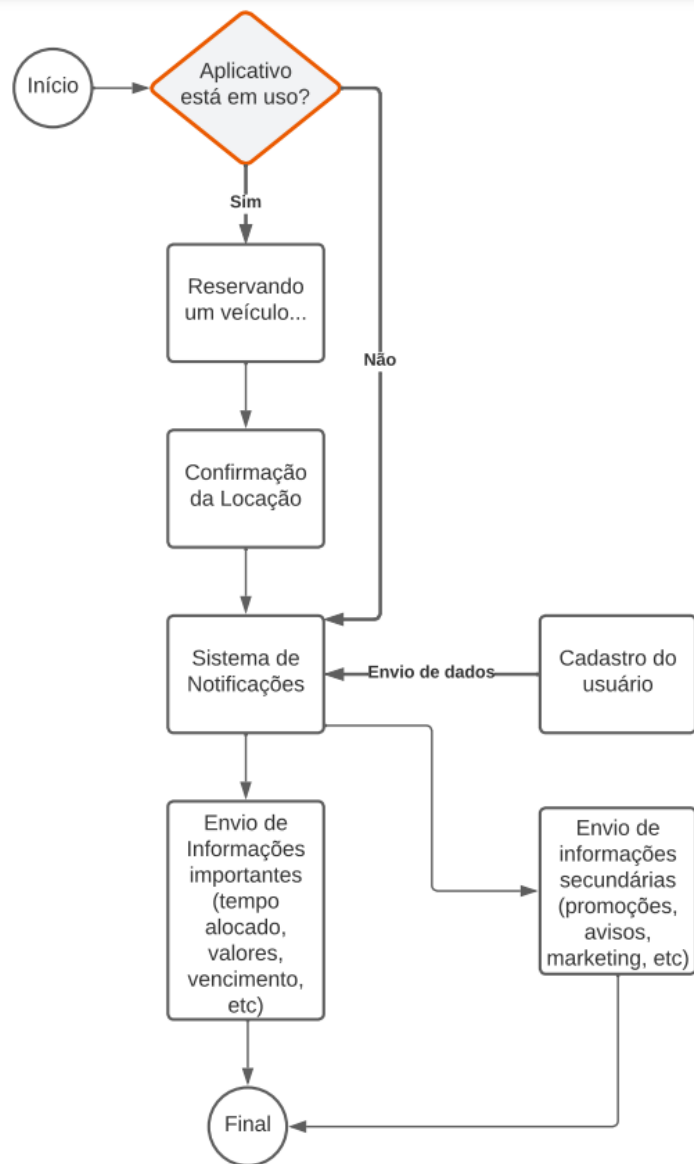 Início
Aplicativo
está em uso?
Sim
Reservando
um veículo...
Não
Confirmação
da Locação
Sistema de
Notificações
Envio de dados
Cadastro do
usuário
Envio de
Informações
importantes
(tempo
alocado,
valores,
vencimento,
etc)
Envio de
informações
secundárias
(promoções,
avisos,
marketing, etc)
Final